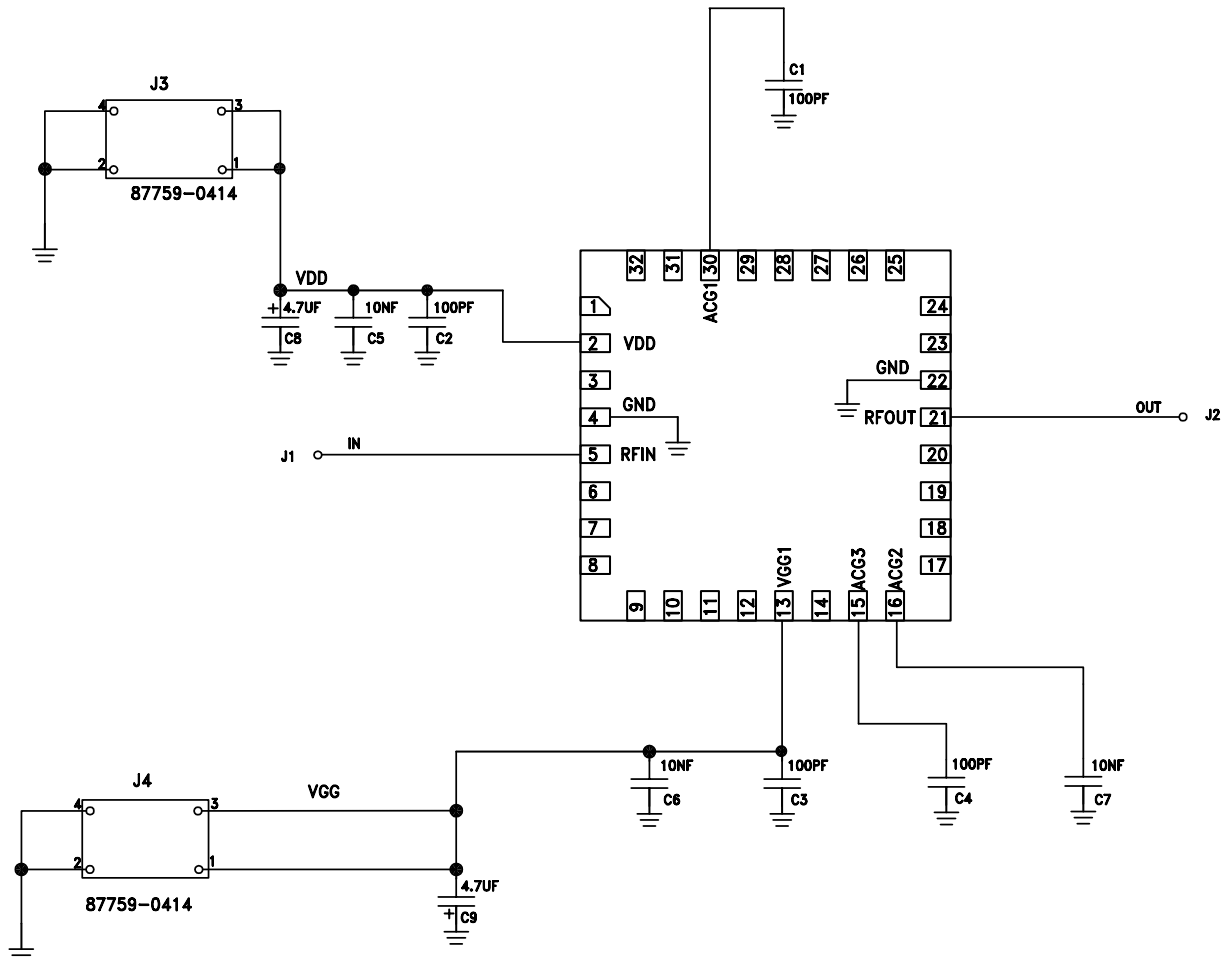 C1
100PF
J3
4
3
2
1
87759-0414
VDD
+ 4.7UF
10NF
100PF
C8
C5
C2
32
31
30
29
28
27
26
25
ACG1
1
24
2
VDD
23
3
GND
22
4
GND
RFOUT
21
OUT
J2
J1
IN
5
RFIN
20
6
19
7
18
8
17
VGG1
ACG3
ACG2
9
10
11
12
13
14
15
16
10NF
C6
100PF
C3
100PF
C4
10NF
C7
J4
VGG
4
3
2
1
87759-0414
4.7UF
+
C9